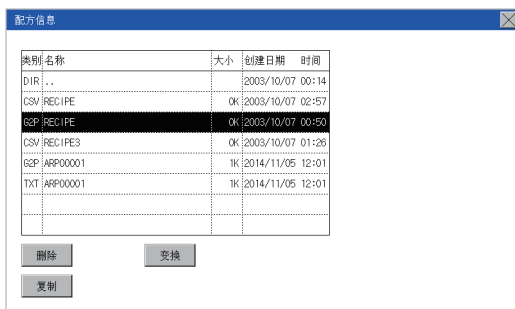 配方信息
类别 名称 大小 创建日期 时间
DIR .. 2003/10/07 00:14
CSV RECIPE 0K 2003/10/07 02:57
G2P RECIPE 0K 2003/10/07 00:50
CSV RECIPE3 0K 2003/10/07 01:26
G2P ARP00001 1K 2014/11/05 12:01
TXT ARP00001 1K 2014/11/05 12:01
删除 变换
复制